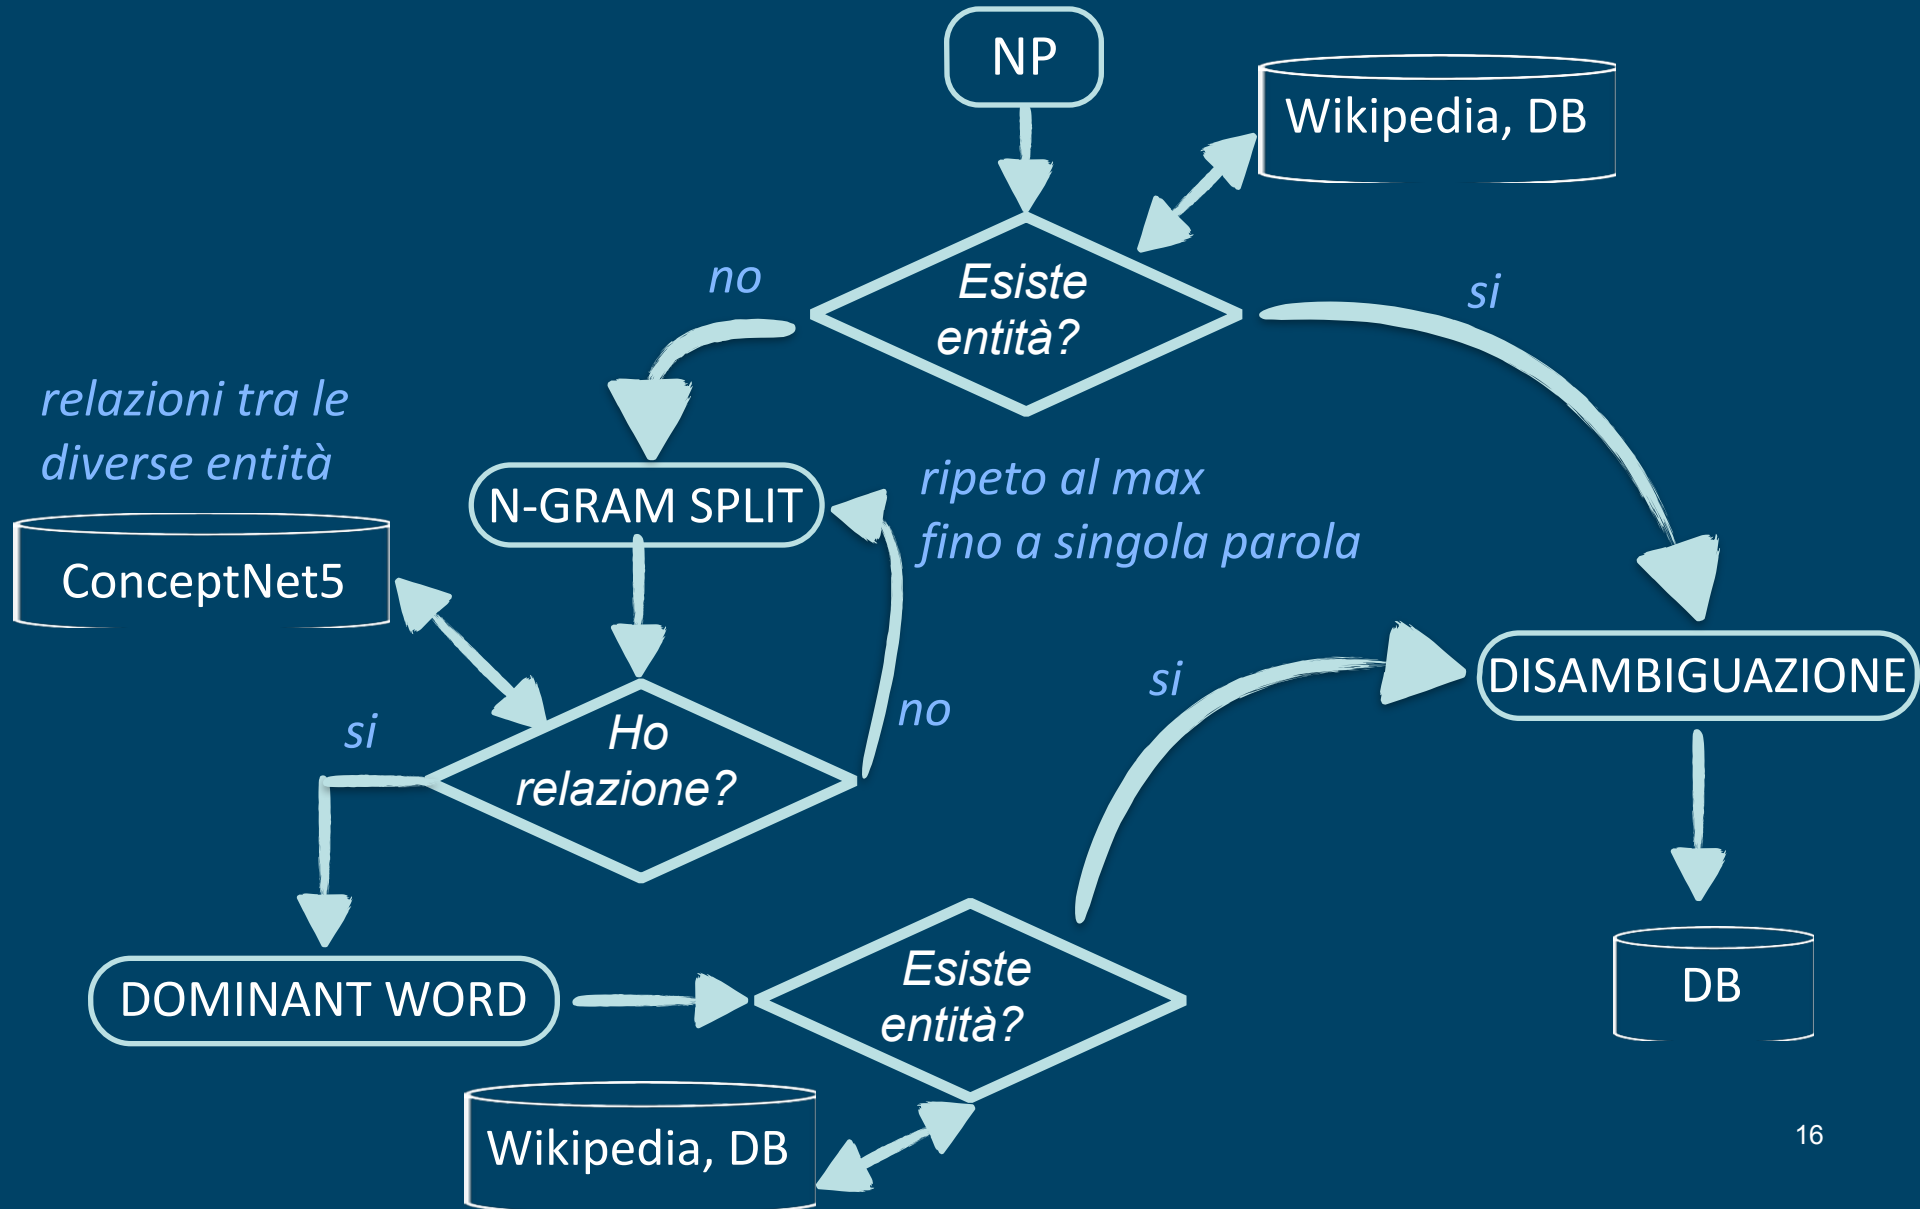 NP
Wikipedia, DB
no
Esiste
entità?
si
relazioni tra le
diverse entità
N-GRAM SPLIT
ripeto al max
fino a singola parola
ConceptNet5
si
Ho
relazione?
no
si
DISAMBIGUAZIONE
DOMINANT WORD
Esiste
entità?
DB
Wikipedia, DB
16